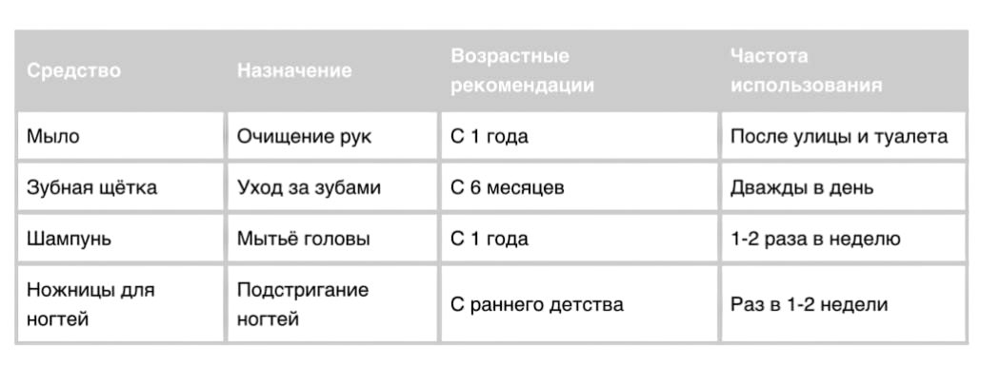 Средство
Назначение
Возрастные
рекомендации
Частота
использования
Мыло
Очищение рук
С 1 года
После улицы и туалета
Зубная щётка
Уход за зубами
С 6 месяцев
Дважды в день
Шампунь
Мытьё головы
С 1 года
1-2 раза в неделю
Ножницы для
ногтей
Подстригание
ногтей
С раннего детства
Раз в 1-2 недели